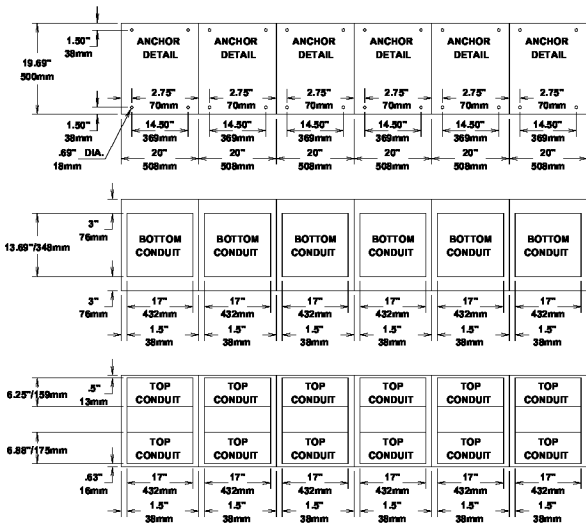 1.50"
38mm
ANCHOR ANCHOR ANCHOR ANCHOR ANCHOR ANCHOR
DETAIL DETAIL DETAIL DETAIL DETAIL DETAIL
19.69"
500mm
2.75" 2.75" 2.75" 2.75" 2.75" 2.75"
70mm 70mm 70mm 70mm 70mm 70mm
1.50" 14.50" 14.50" 14.50" 14.50" 14.50" 14.50"
38mm 369mm 369mm 369mm 369mm 369mm 369mm
.69" DIA. 20" 20" 20" 20" 20" 20"
18mm 508mm 508mm 508mm 508mm 508mm 508mm
3"
76mm
BOTTOM BOTTOM BOTTOM BOTTOM BOTTOM BOTTOM
13.69"/348mm CONDUIT CONDUIT CONDUIT CONDUIT CONDUIT CONDUIT
3" 17" 17" 17" 17" 17" 17"
76mm 432mm 432mm 432mm 432mm 432mm 432mm
1.5" 1.5" 1.5" 1.5" 1.5" 1.5"
38mm 38mm 38mm 38mm 38mm 38mm
.5" TOP TOP TOP TOP TOP TOP
6.25"/159mm 13mm CONDUIT CONDUIT CONDUIT CONDUIT CONDUIT CONDUIT
TOP TOP TOP TOP TOP TOP
6.88"/175mm CONDUIT CONDUIT CONDUIT CONDUIT CONDUIT CONDUIT
.63" 17" 17" 17" 17" 17" 17"
16mm 432mm 432mm 432mm 432mm 432mm 432mm
1.5" 1.5" 1.5" 1.5" 1.5" 1.5"
38mm 38mm 38mm 38mm 38mm 38mm